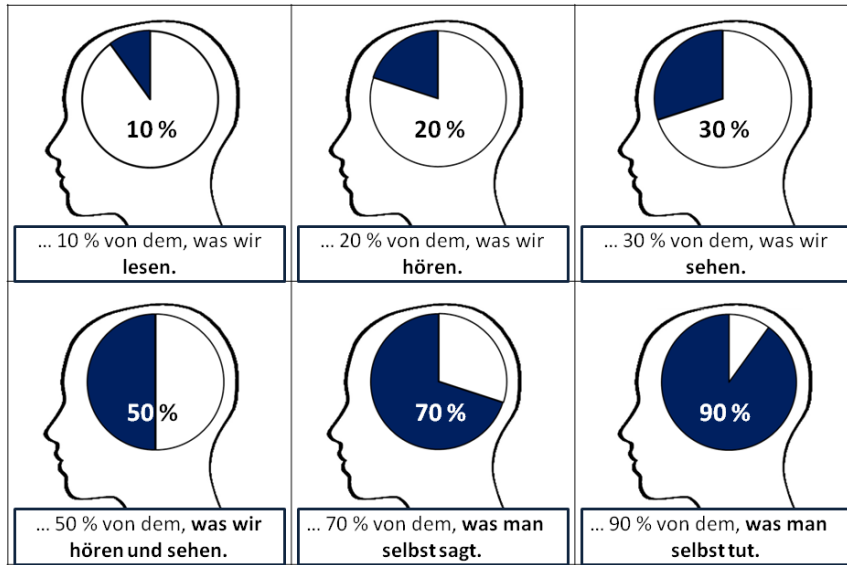 10 %
20 %
30 %
... 10 % von dem, was wir
lesen.
... 20 % von dem, was wir
hören.
... 30 % von dem, was wir
sehen.
50 %
70 %
90 %
... 50 % von dem, was wir
hören und sehen.
... 70 % von dem, was man
selbst sagt.
... 90 % von dem, was man
selbst tut.